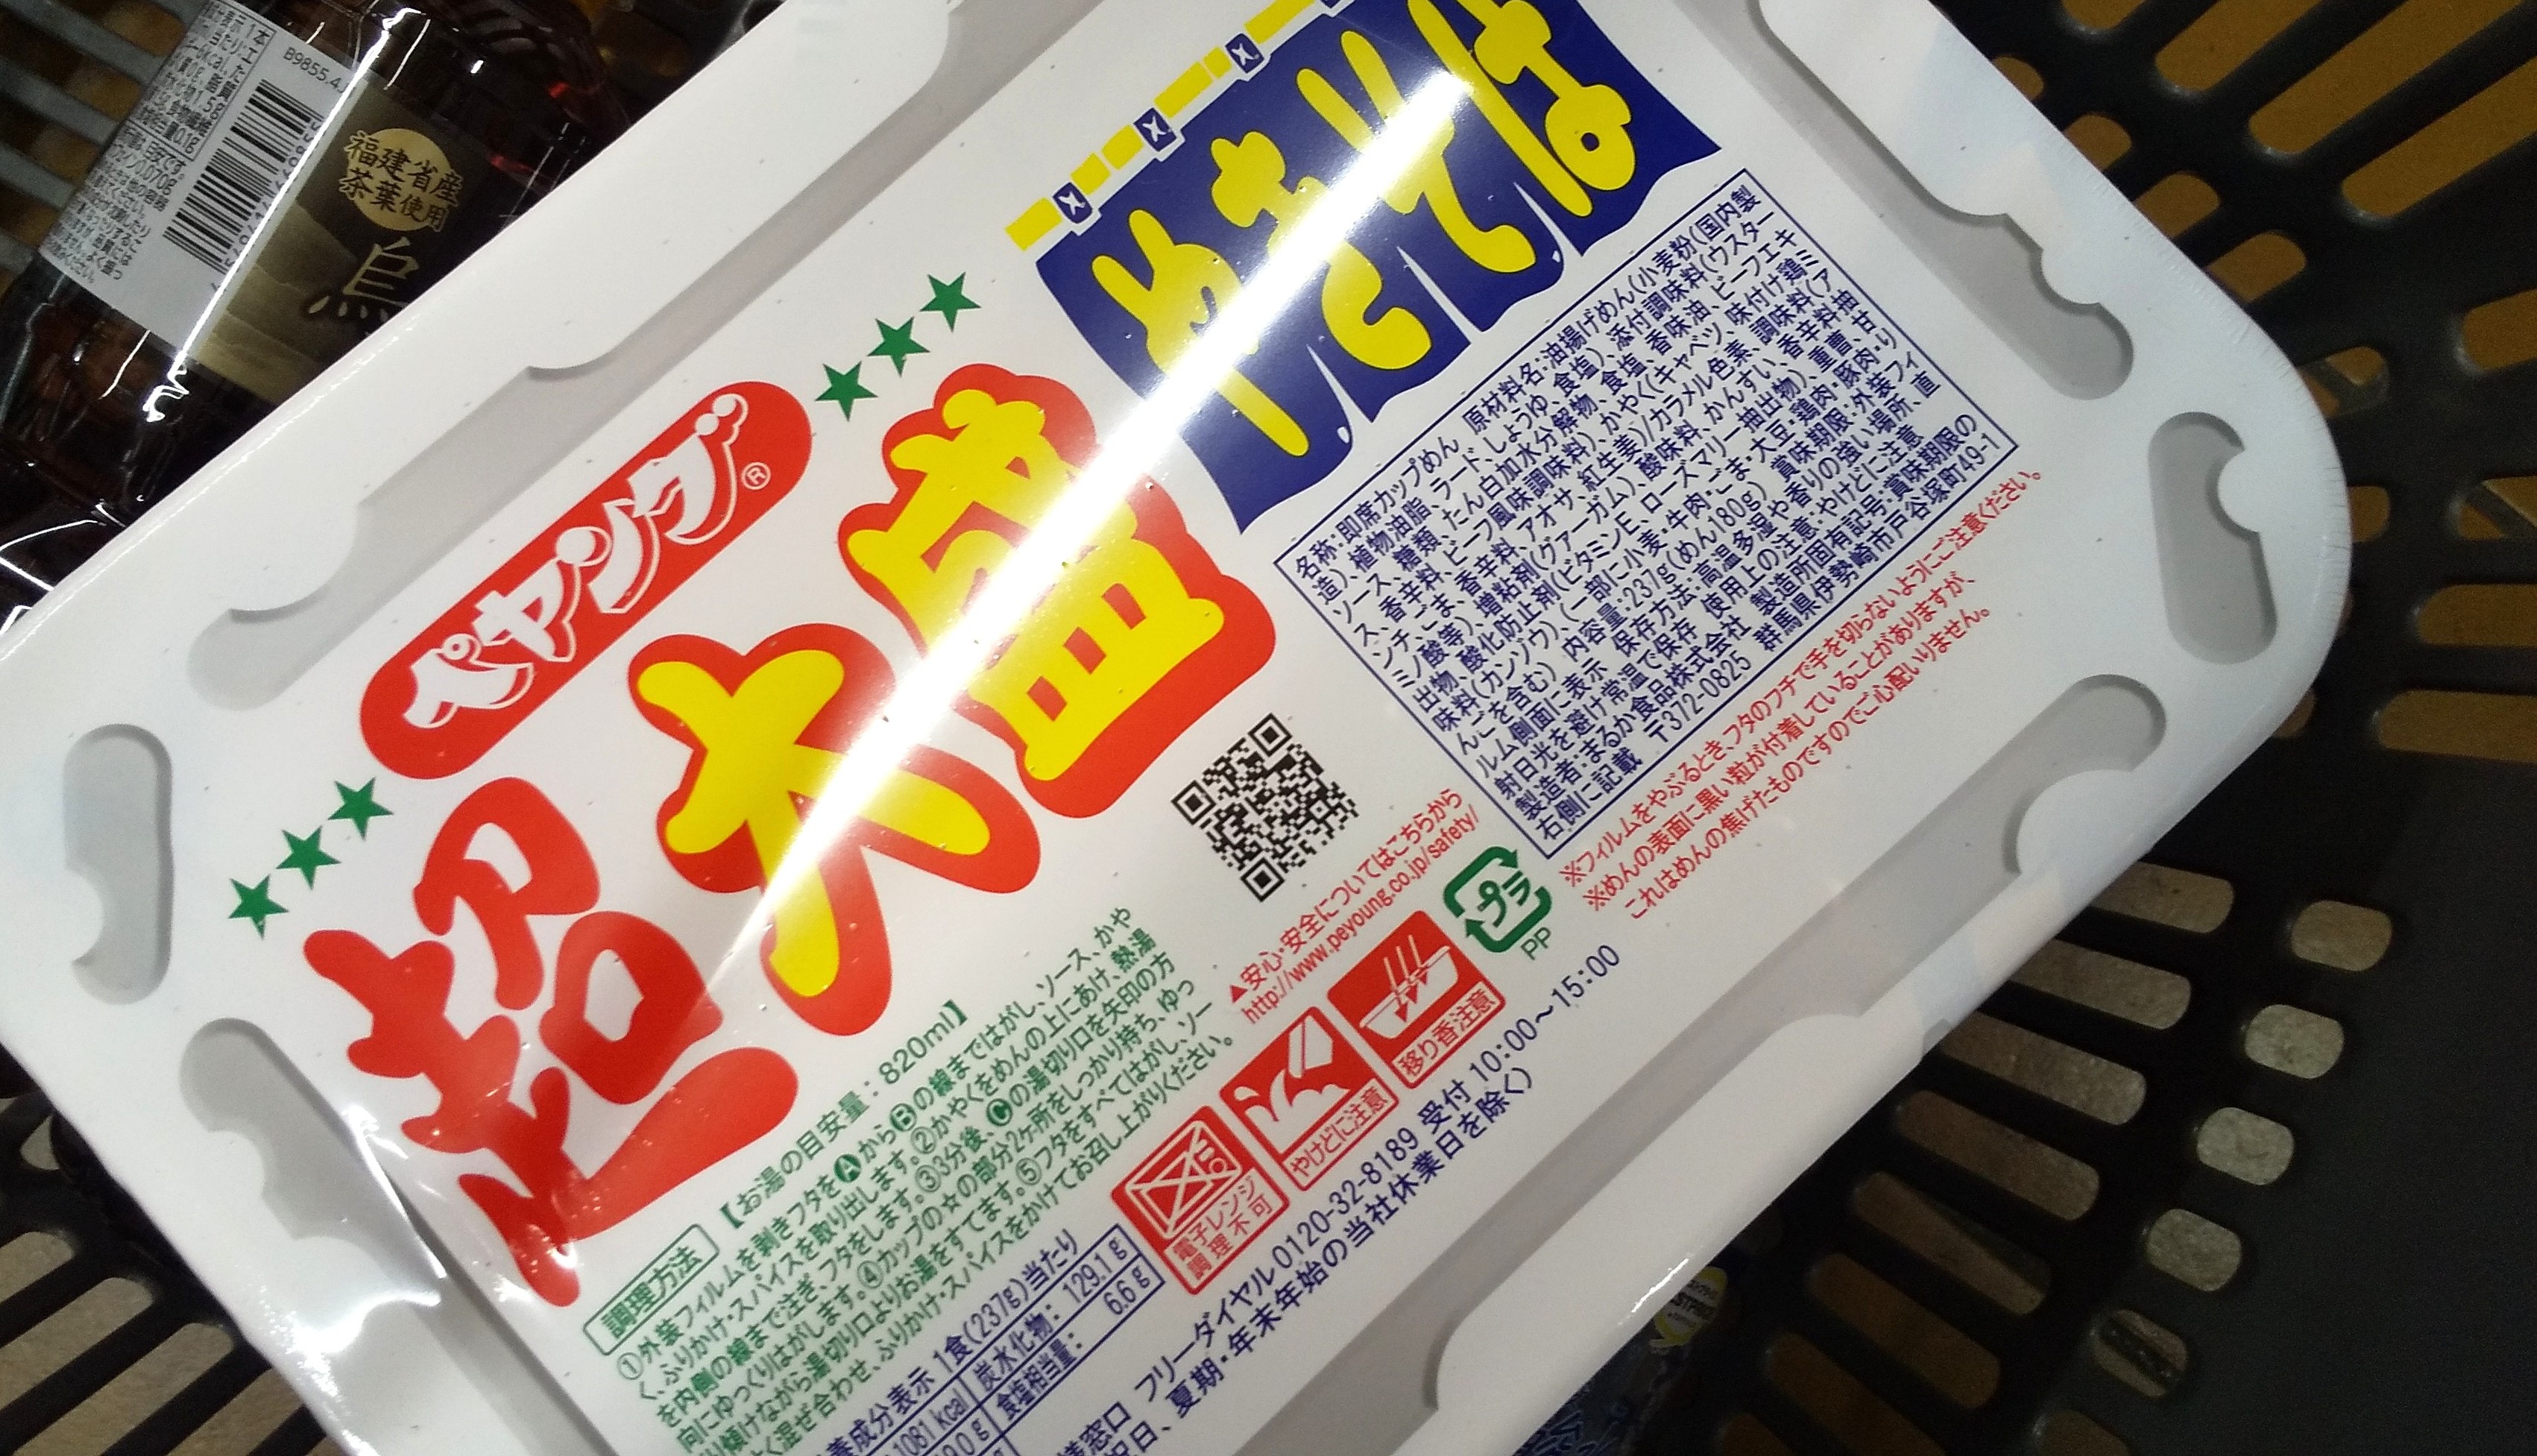 ペヤング®
超大盛
やきそば
名称:即席カップめん 原材料名:油揚げめん(小麦粉(国内製
造)、植物油脂、ラード、しょうゆ、食塩)、添付調味料(ウスター
ソース、糖類、たん白加水分解物、食塩、香味油、ビーフエキ
ス、香辛料、ビーフ風味調味料)、かやく(キャベツ、味付け鶏ミ
ンチ、ごま、香辛料、アオサ、紅生姜)/カラメル色素、調味料(ア
ミノ酸等)、増粘剤(グアーガム)、酸味料、かんすい、香辛料抽
出物、酸化防止剤(ビタミンE、ローズマリー抽出物)、重曹、甘
味料(カンゾウ)、(一部に小麦・牛肉・ごま・大豆・鶏肉・豚肉・り
んごを含む) 内容量:237g(めん180g) 賞味期限:外装フィ
ルム側面に表示 保存方法:高温多湿や香りの強い場所、直
射日光を避け常温で保存 使用上の注意:やけどに注意
製造者:まるか食品株式会社 製造所固有記号:賞味期限の
右側に記載 〒372-0825 群馬県伊勢崎市戸谷塚町49-1
※フィルムをやぶるとき、フタのフチで手を切らないようにご注意ください。
※めんの表面に黒い粒が付着していることがありますが、
これはめんの焦げたものですのでご心配いりません。
▲安心・安全についてはこちらから
http://www.peyoung.co.jp/safety/
プラ
PP
移り香注意
やけどに注意
電子レンジ
調理不可
調理方法 【お湯の目安量:820ml】
①外装フィルムを剥きフタをAからBの線まではがし、ソース、かや
く、ふりかけ・スパイスを取り出します。②かやくをめんの上にあけ、熱湯
を内側の線まで注ぎ、フタをします。③3分後、Cの湯切り口を矢印の方
向にゆっくりはがします。④カップの☆の部分2ヶ所をしっかり持ち、ゆっ
り傾けながら湯切り口よりお湯をすてます。⑤フタをすべてはがし、ソー
く混ぜ合わせ、ふりかけ・スパイスをかけてお召し上がりください。
養成分表示 1食(237g)当たり
1081 kcal 炭水化物: 129.1 g
g 食塩相当量: 6.6 g
窓口 フリーダイヤル 0120-32-8189 受付 10:00〜15:00
祝日、夏期・年末年始の当社休業日を除く)
B9855.4
福建省産
茶葉使用
烏